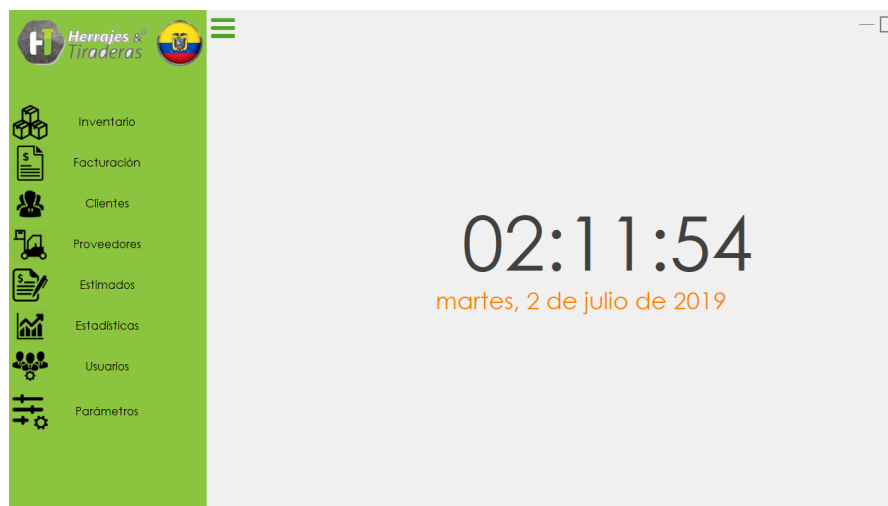 HT
Herrajes &®
Tiraderas
Inventario
Facturación
Clientes
Proveedores
Estimados
Estadísticas
Usuarios
Parámetros
02:11:54
martes, 2 de julio de 2019